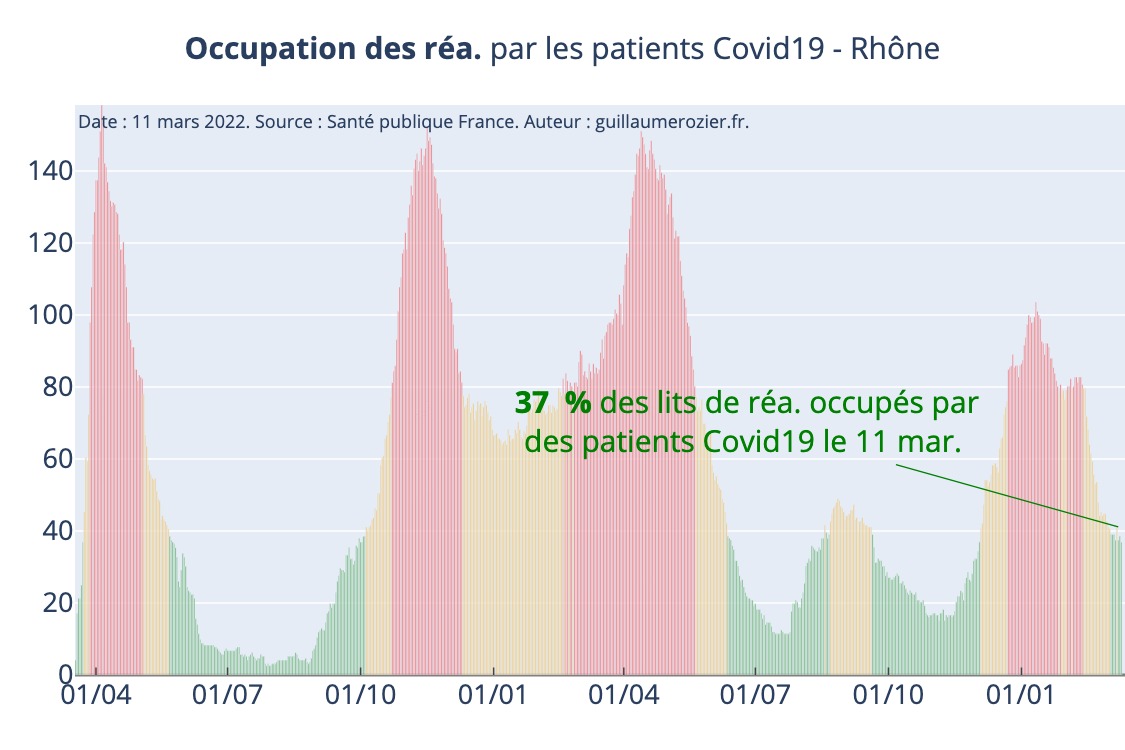 Occupation des réa. par les patients Covid19 - Rhône
Date : 11 mars 2022. Source : Santé publique France. Auteur : guillaumerozier.fr.
140
120
100
80
60
40
20
0
37 % des lits de réa. occupés par
des patients Covid19 le 11 mar.
01/04 01/07 01/10 01/01 01/04 01/07 01/10 01/01